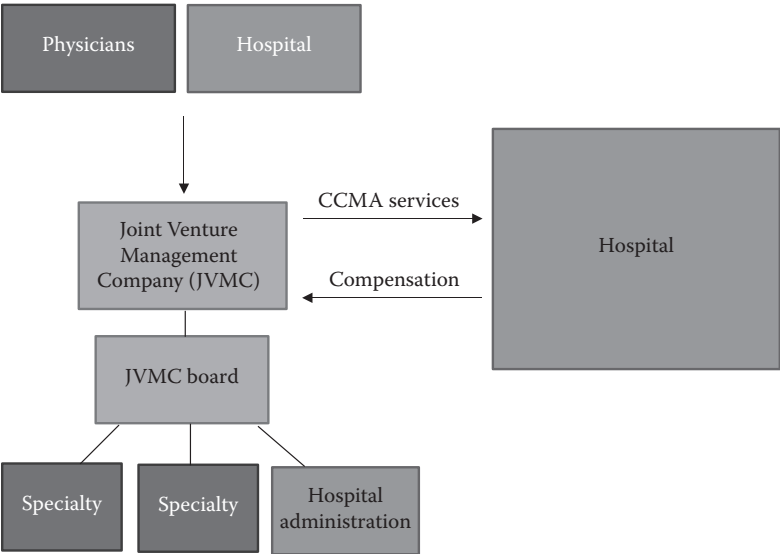 Physicians
Hospital
CCMA services
Joint Venture
Management
Company (JVMC)
Hospital
Compensation
JVMC board
Specialty
Specialty
Hospital
administration